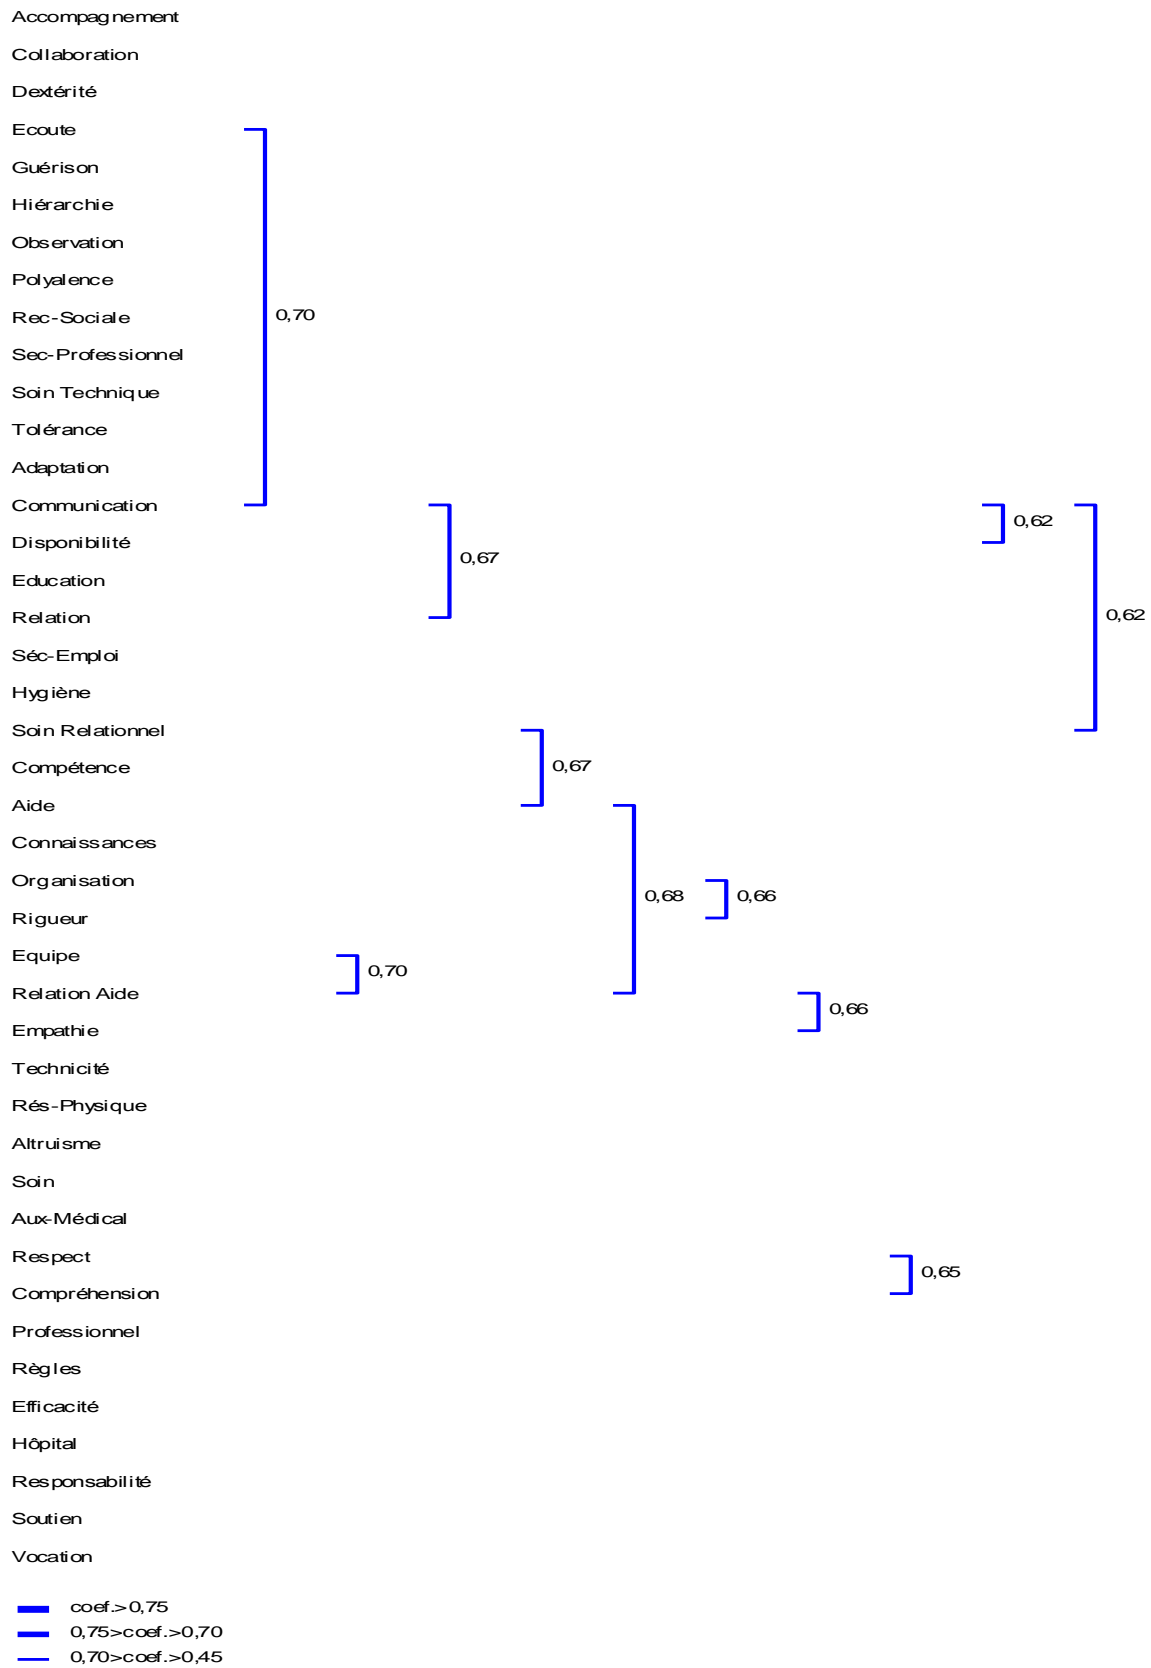 Accompagnement
Collaboration
Dextérité
Ecoute
Guérison
Hiérarchie
Observation
Polyalence
Rec-Sociale
0,70
Sec-Professionnel
Soin Technique
Tolérance
Adaptation
Communication
0,62
Disponibilité
0,67
Education
Relation
0,62
Séc-Emploi
Hygiène
Soin Relationnel
Compétence
0,67
Aide
Connaissances
Organisation
0,68
0,66
Rigueur
Equipe
0,70
Relation Aide
0,66
Empathie
Technicité
Rés-Physique
Altruisme
Soin
Aux-Médical
Respect
0,65
Compréhension
Professionnel
Règles
Efficacité
Hôpital
Responsabilité
Soutien
Vocation
coef.>0,75
0,75>coef.>0,70
0,70>coef.>0,45